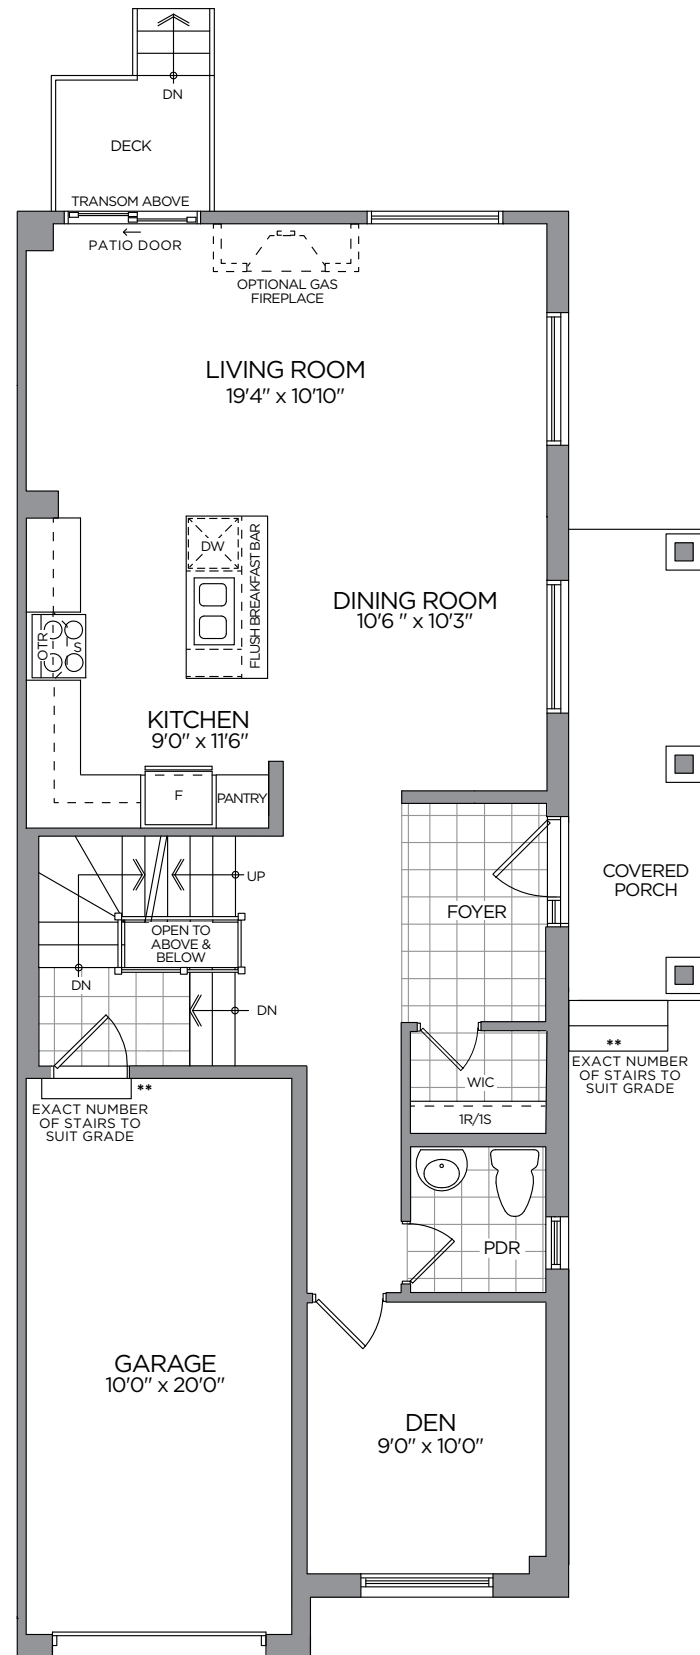 DN
DECK
TRANSOM ABOVE
PATIO DOOR
OPTIONAL GAS
FIREPLACE
LIVING ROOM
19'4" x 10'10"
DW
FLUSH BREAKFAST BAR
OTR
S
DINING ROOM
10'6 " x 10'3"
KITCHEN
9'0" x 11'6"
F
PANTRY
UP
OPEN TO
ABOVE &
BELOW
DN
DN
FOYER
COVERED
PORCH
**
EXACT NUMBER
OF STAIRS TO
SUIT GRADE
WIC
1R/1S
**
EXACT NUMBER
OF STAIRS TO
SUIT GRADE
PDR
GARAGE
10'0" x 20'0"
DEN
9'0" x 10'0"